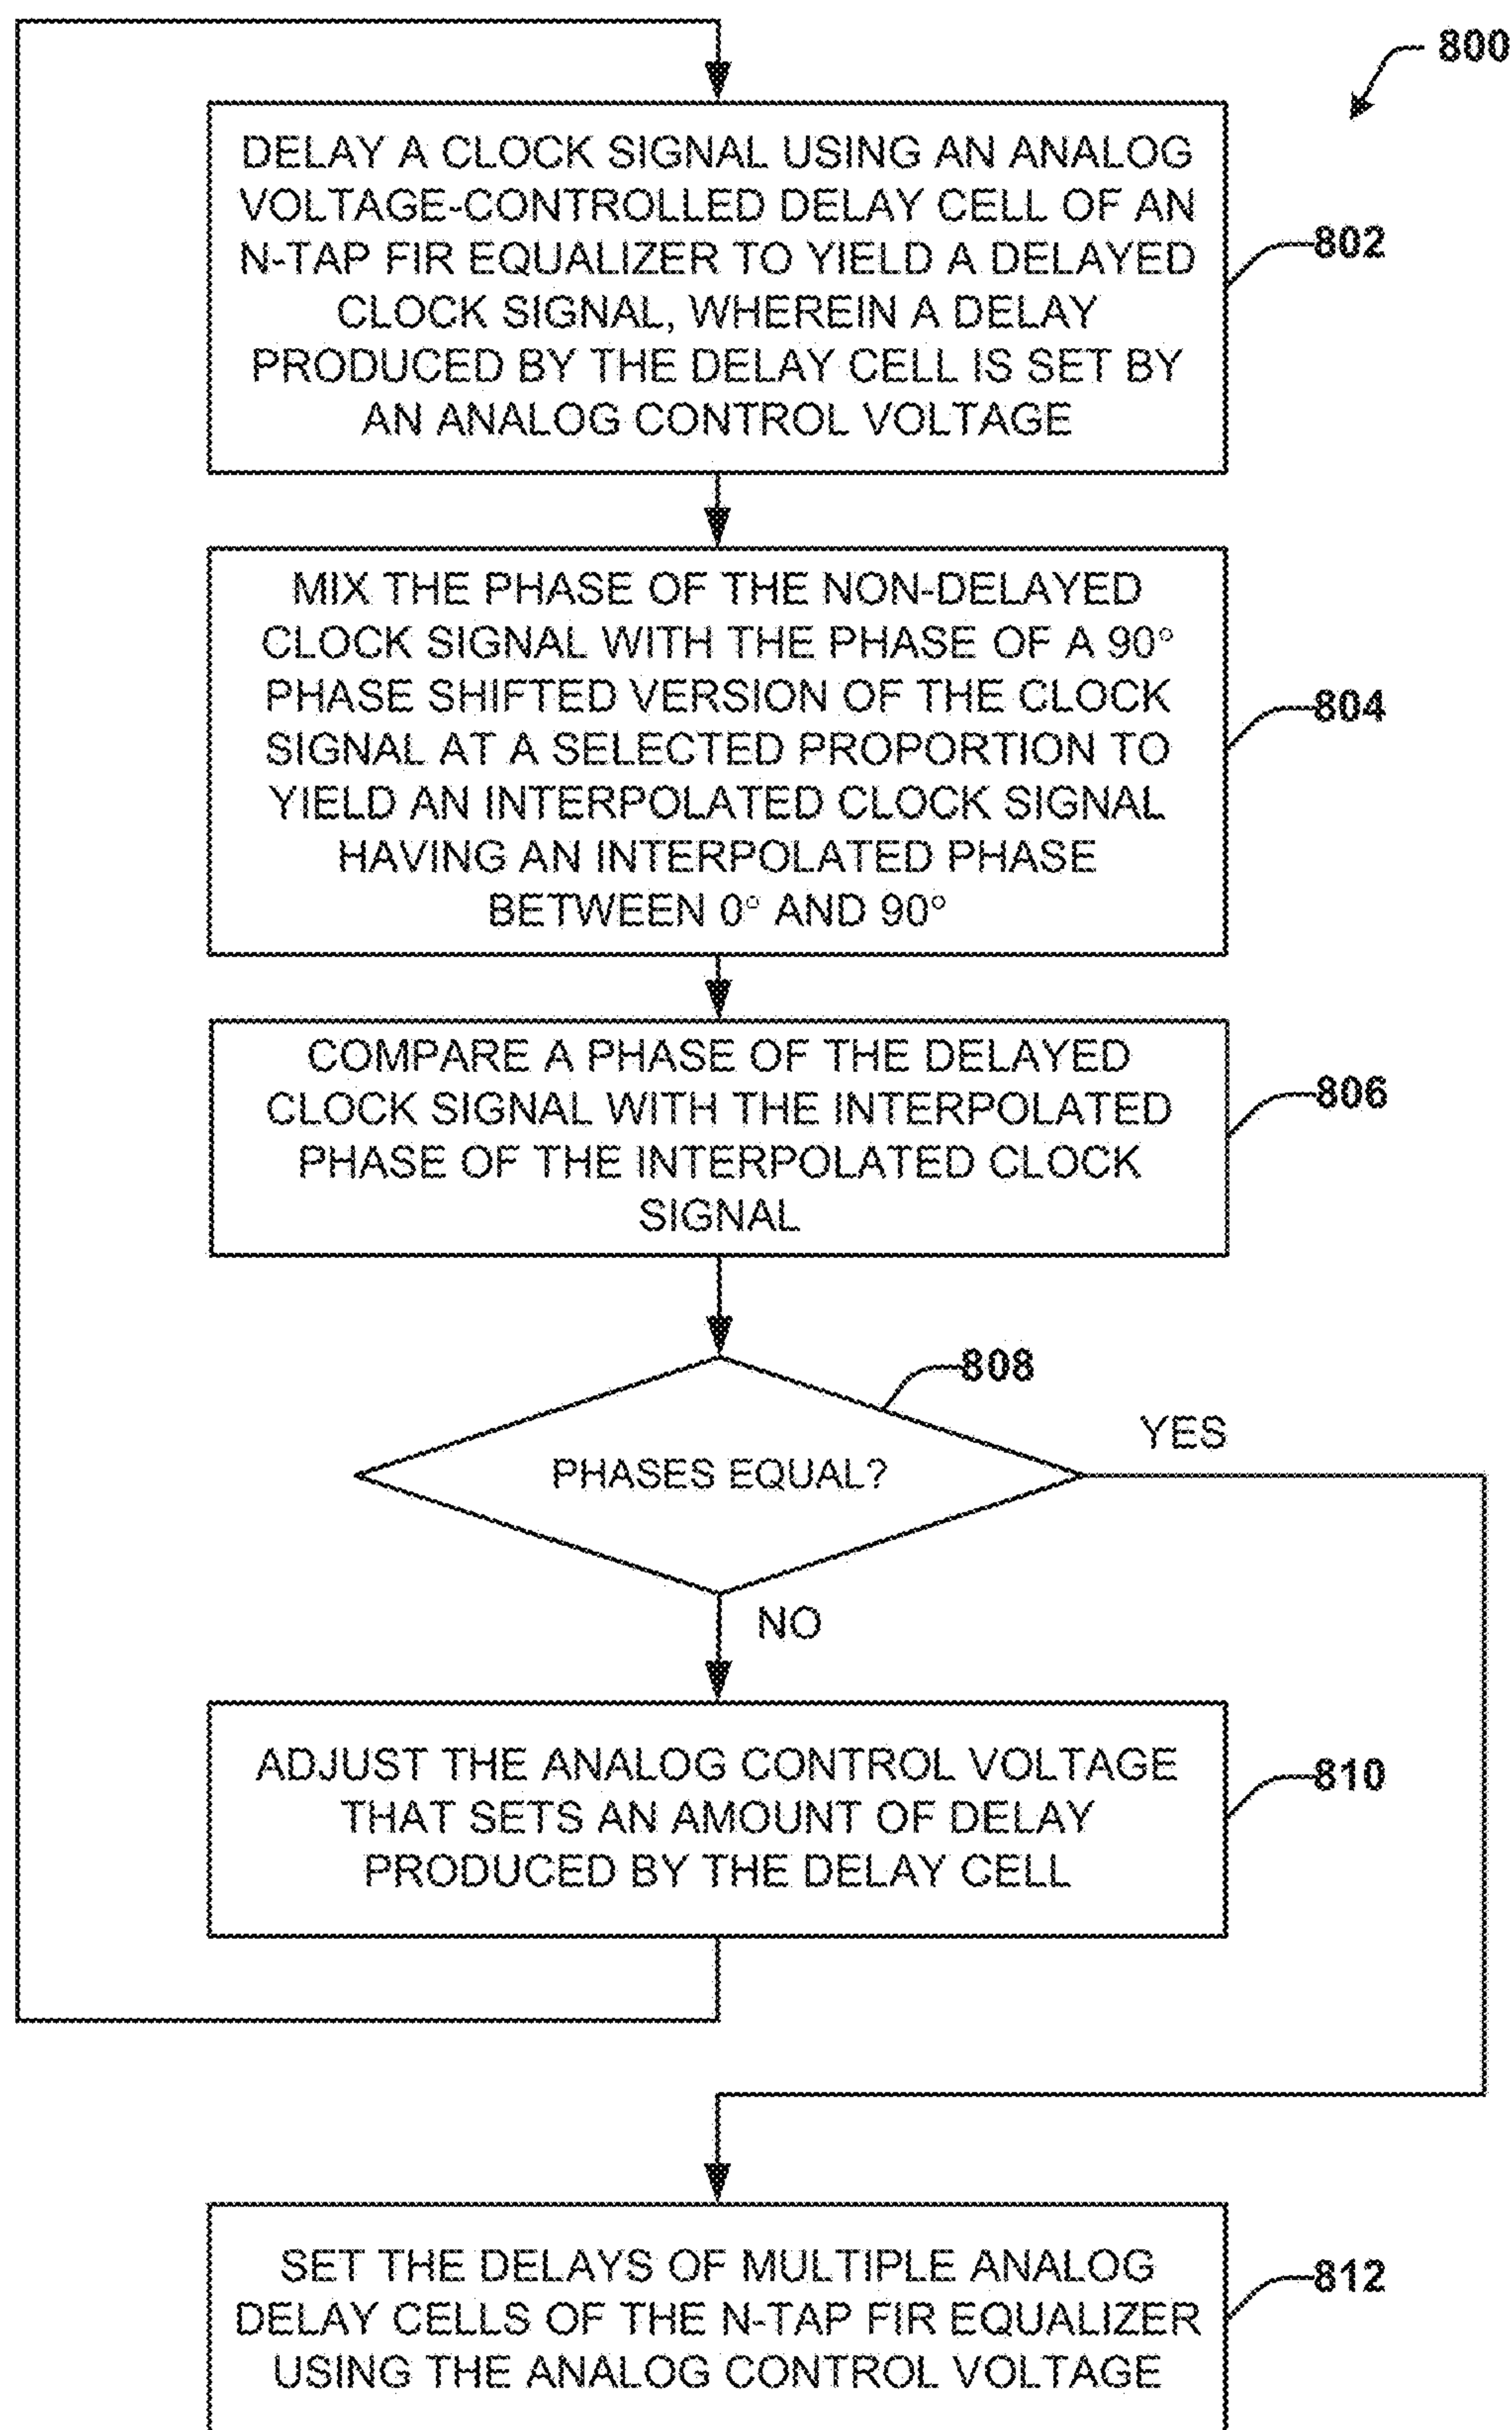 800
DELAY A CLOCK SIGNAL USING AN ANALOG
VOLTAGE-CONTROLLED DELAY CELL OF AN
N-TAP FIR EQUALIZER TO YIELD A DELAYED
CLOCK SIGNAL, WHEREIN A DELAY
PRODUCED BY THE DELAY CELL IS SET BY
AN ANALOG CONTROL VOLTAGE
802
MIX THE PHASE OF THE NON-DELAYED
CLOCK SIGNAL WITH THE PHASE OF A 90°
PHASE SHIFTED VERSION OF THE CLOCK
SIGNAL AT A SELECTED PROPORTION TO
YIELD AN INTERPOLATED CLOCK SIGNAL
HAVING AN INTERPOLATED PHASE
BETWEEN 0° AND 90°
804
COMPARE A PHASE OF THE DELAYED
CLOCK SIGNAL WITH THE INTERPOLATED
PHASE OF THE INTERPOLATED CLOCK
SIGNAL
806
808
PHASES EQUAL?
YES
NO
ADJUST THE ANALOG CONTROL VOLTAGE
THAT SETS AN AMOUNT OF DELAY
PRODUCED BY THE DELAY CELL
810
SET THE DELAYS OF MULTIPLE ANALOG
DELAY CELLS OF THE N-TAP FIR EQUALIZER
USING THE ANALOG CONTROL VOLTAGE
812